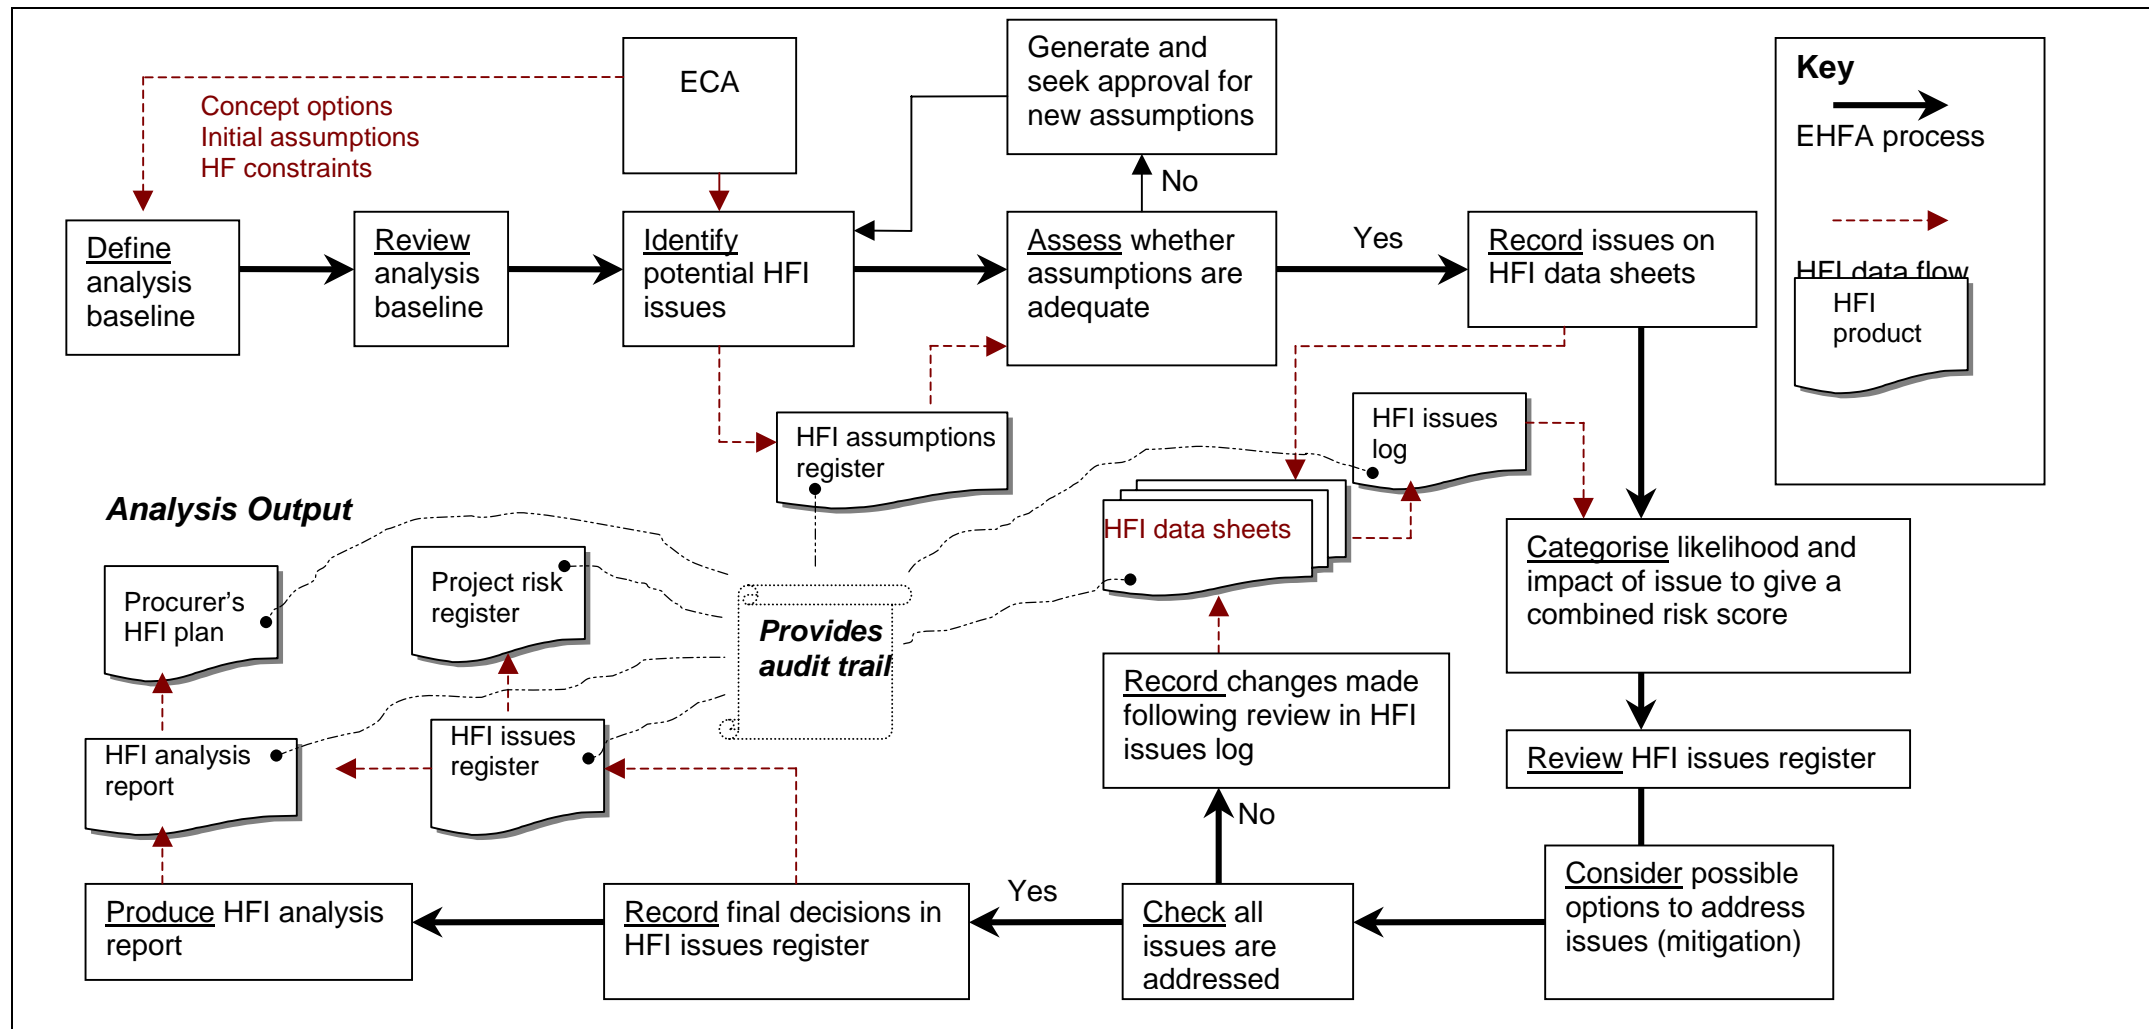 ECA
Generate and
seek approval for
new assumptions
Key
EHFA process
HFI data flow
HFI
product
Concept options
Initial assumptions
HF constraints
No
Define
analysis
baseline
Review
analysis
baseline
Identify
potential HFI
issues
Assess whether
assumptions are
adequate
Yes
Record issues on
HFI data sheets
HFI assumptions
register
HFI issues
log
Analysis Output
HFI data sheets
Categorise likelihood and
impact of issue to give a
combined risk score
Procurer's
HFI plan
Project risk
register
Provides
audit trail
Record changes made
following review in HFI
issues log
HFI analysis
report
HFI issues
register
Review HFI issues register
No
Produce HFI analysis
report
Record final decisions in
HFI issues register
Yes
Check all
issues are
addressed
Consider possible
options to address
issues (mitigation)